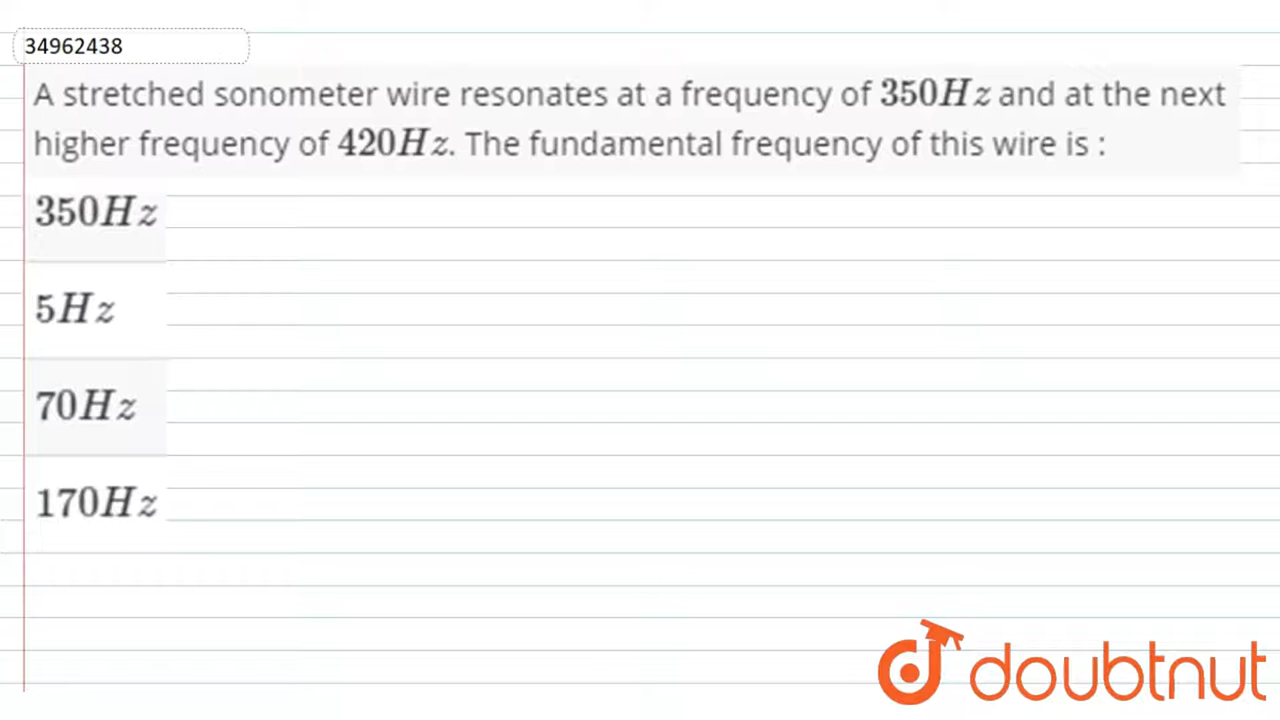 34962438
A stretched sonometer wire resonates at a frequency of 350Hz and at the next
higher frequency of 420Hz. The fundamental frequency of this wire is :
350Hz
5Hz
70Hz
170Hz
doubtnut